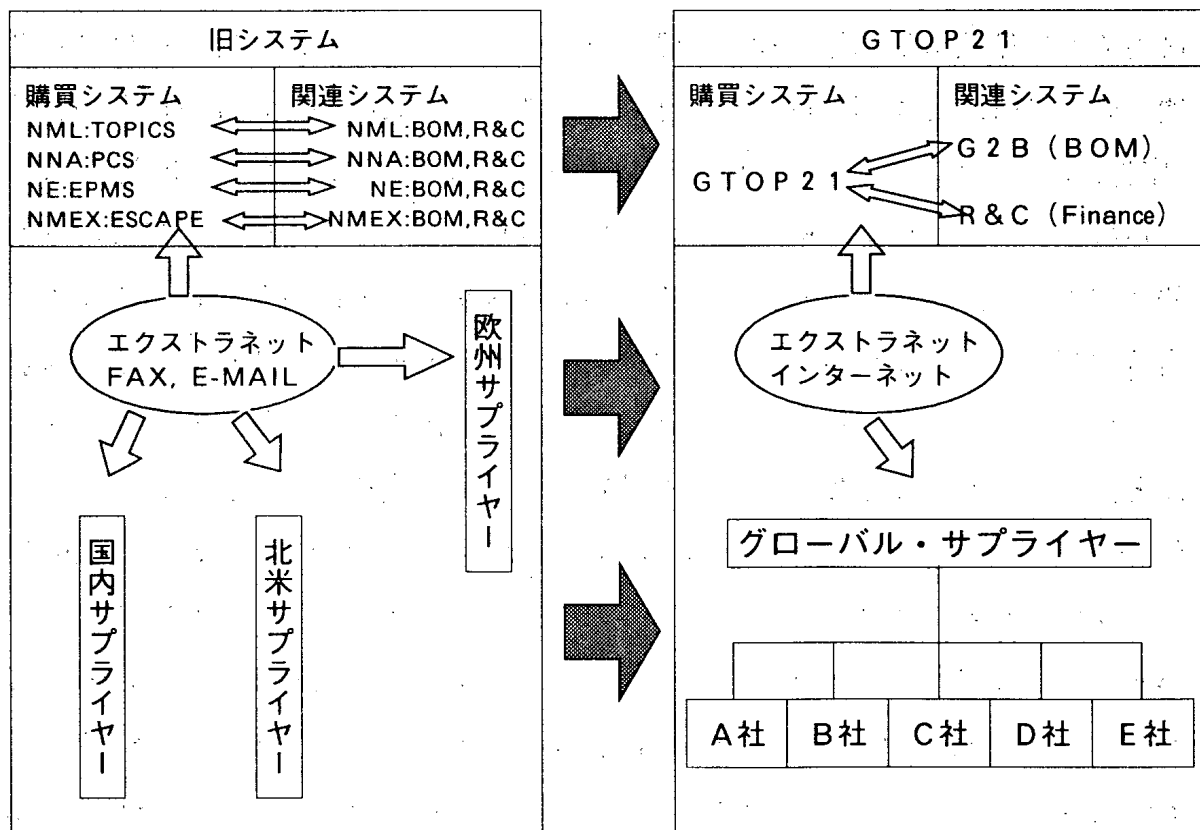 旧システム
購買システム
関連システム
NML:TOPICS
NML:BOM,R&C
NNA:PCS
NNA:BOM,R&C
NE:EPMS
NE:BOM,R&C
NMEX:ESCAPE
NMEX:BOM,R&C
エクストラネット
FAX, E-MAIL
欧州サプライヤー
国内サプライヤー
北米サプライヤー
GTOP21
購買システム
関連システム
GTOP21
G2B(BOM)
R&C(Finance)
エクストラネット
インターネット
グローバル・サプライヤー
A社
B社
C社
D社
E社